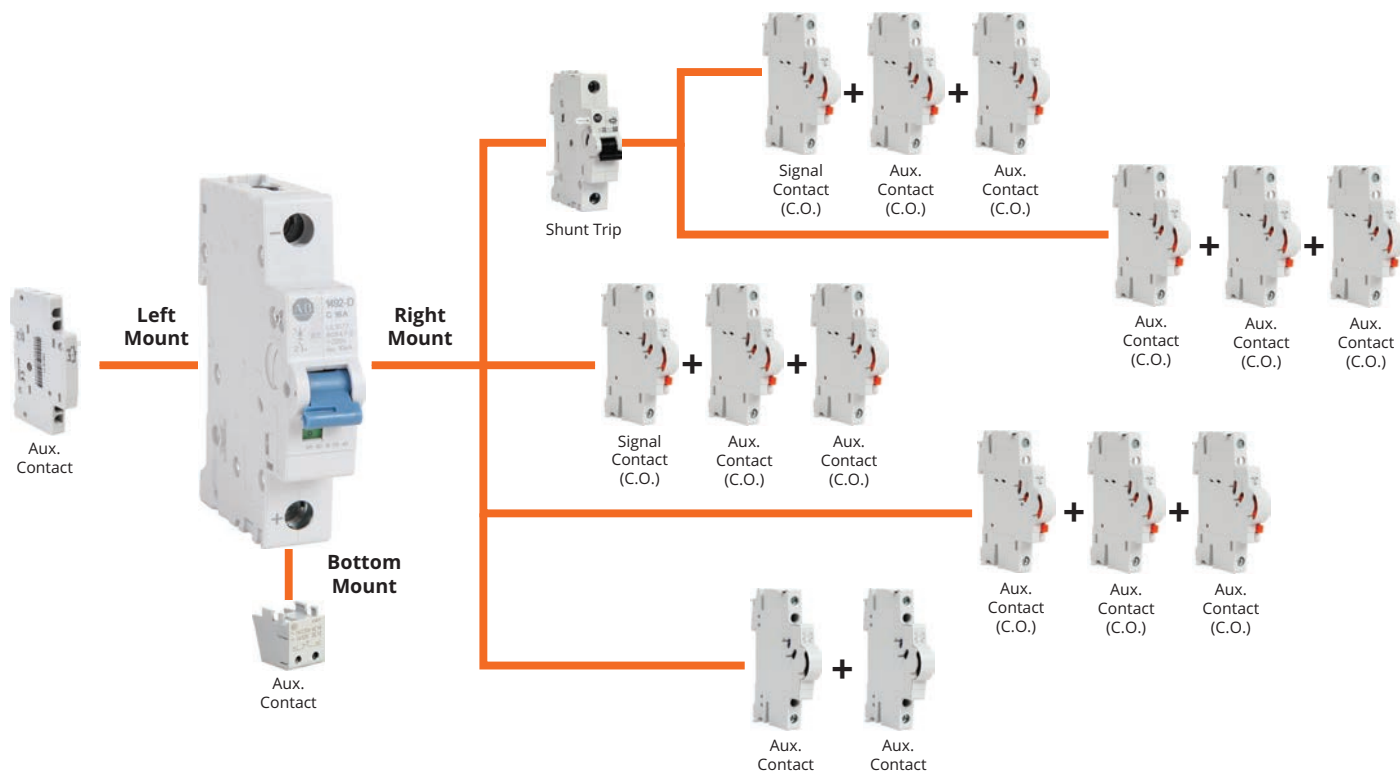 Signal
Contact
(C.O.)
+
Aux.
Contact
(C.O.)
+
Aux.
Contact
(C.O.)
Shunt Trip
Aux.
Contact
(C.O.)
+
Aux.
Contact
(C.O.)
+
Aux.
Contact
(C.O.)
Left
Mount
1492-D
C 16A
Right
Mount
Aux.
Contact
Signal
Contact
(C.O.)
+
Aux.
Contact
(C.O.)
+
Aux.
Contact
(C.O.)
Aux.
Contact
(C.O.)
+
Aux.
Contact
(C.O.)
+
Aux.
Contact
(C.O.)
Bottom
Mount
Aux.
Contact
Aux.
Contact
+
Aux.
Contact